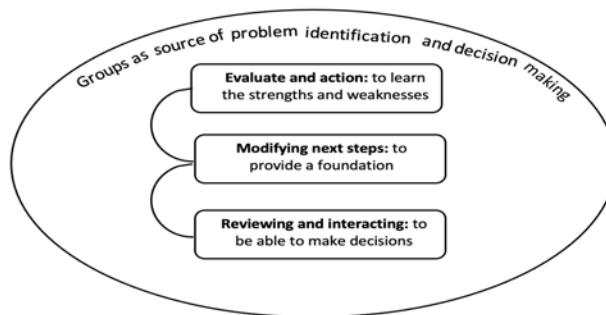 Groups as source of problem identification and decision making
Evaluate and action: to learn
the strengths and weaknesses
Modifying next steps: to
provide a foundation
Reviewing and interacting: to
be able to make decisions